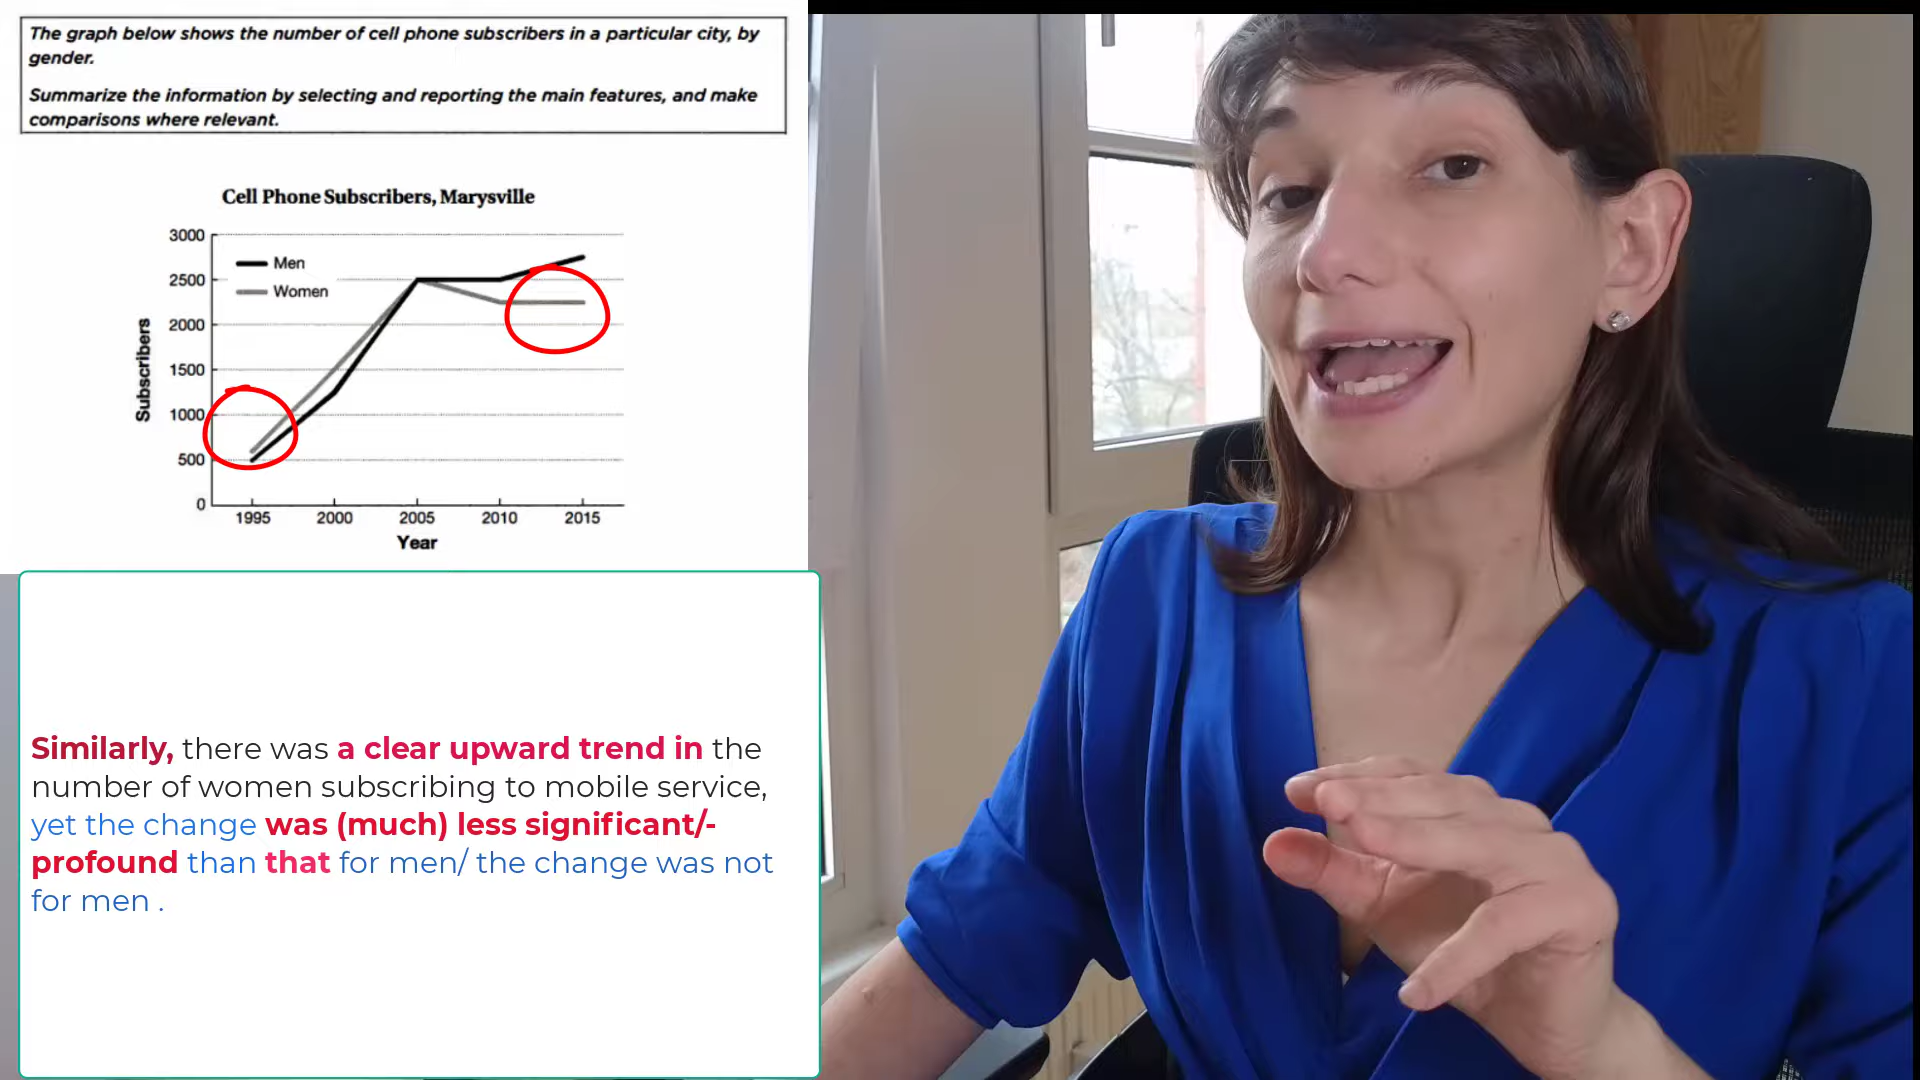 The graph below shows the number of cell phone subscribers in a particular city, by
gender.
Summarize the information by selecting and reporting the main features, and make
comparisons where relevant.
Cell Phone Subscribers, Marysville
3000
2500
2000
1500
1000
500
0
Men
Women
Subscribers
1995 2000 2005 2010 2015
Year
Similarly, there was a clear upward trend in the
number of women subscribing to mobile service,
yet the change was (much) less significant/-
profound than that for men/ the change was not
for men .